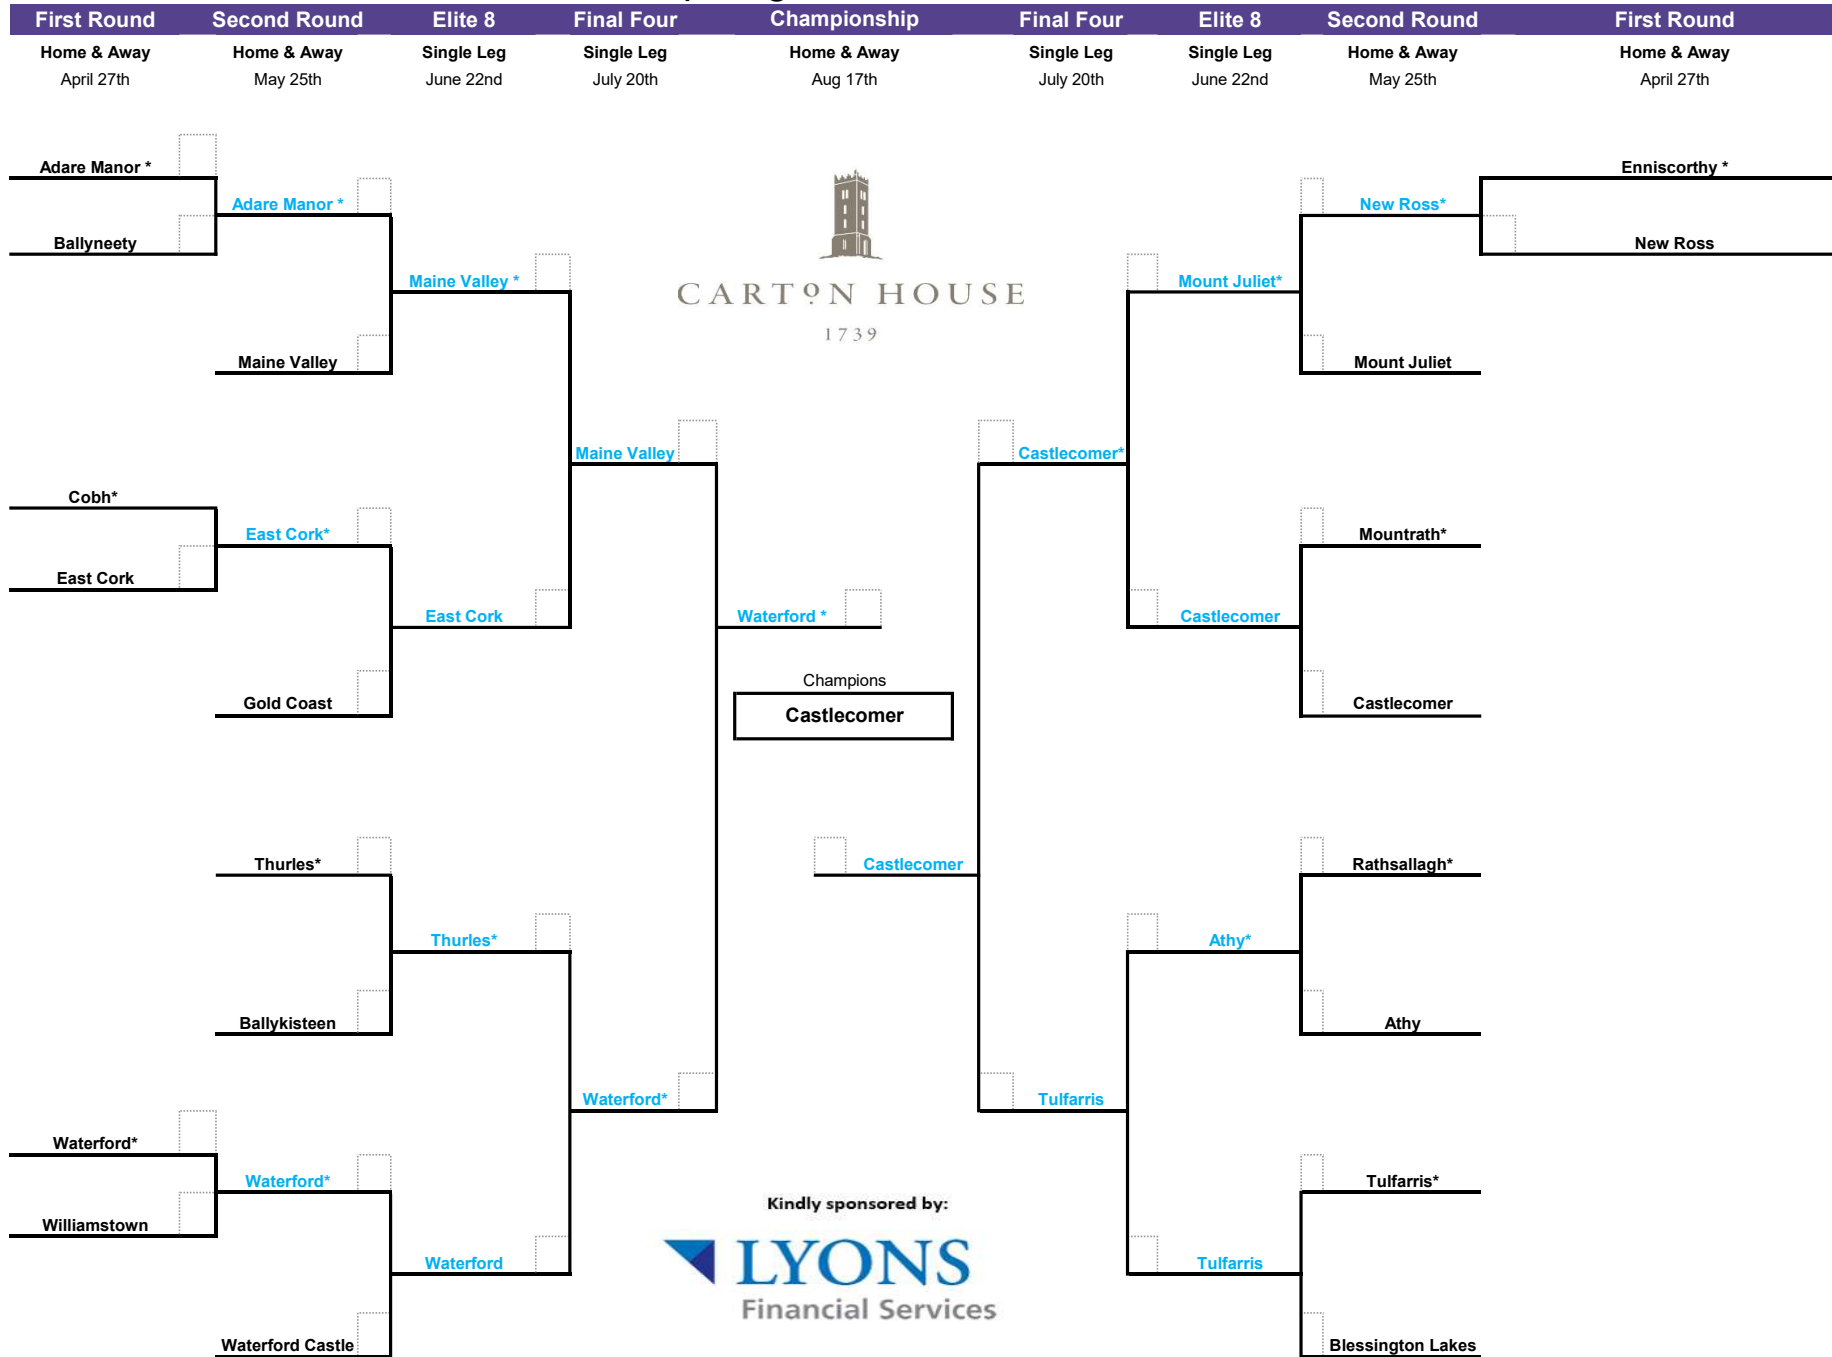 First Round Second Round Elite 8 Final Four Championship Final Four Elite 8 Second Round First Round
Home & Away Home & Away Single Leg Single Leg Home & Away Single Leg Single Leg Home & Away Home & Away
April 27th May 25th June 22nd July 20th Aug 17th July 20th June 22nd May 25th April 27th
Adare Manor * Enniscorthy *
Adare Manor * New Ross*
Ballyneety New Ross
Maine Valley * Mount Juliet*
CARTON HOUSE
1739
Maine Valley Mount Juliet
Maine Valley Castlecomer*
Cobh*
East Cork* Mountrath*
East Cork
East Cork Waterford * Castlecomer
Champions
Gold Coast Castlecomer
Castlecomer
Thurles* Castlecomer Rathsallagh*
Thurles* Athy*
Ballykisteen Athy
Waterford* Tulfarris
Waterford*
Waterford* Tulfarris*
Kindly sponsored by:
Williamstown
LYONS
Waterford Tulfarris
Financial Services
Waterford Castle Blessington Lakes